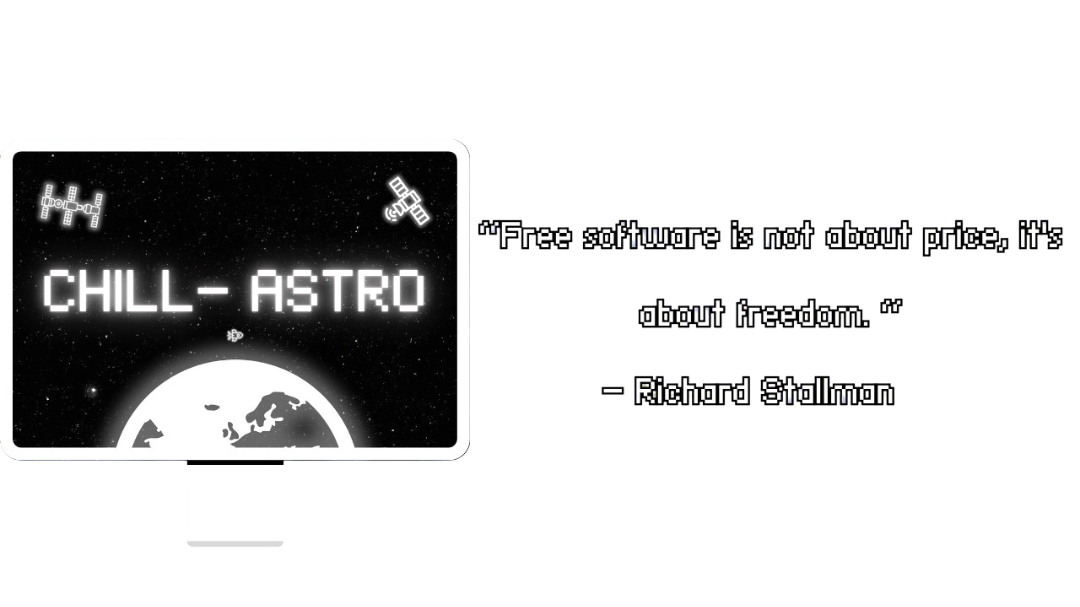 CHILL- ASTRO
“Free software is not about price, it's
about freedom. “
- Richard Stallman